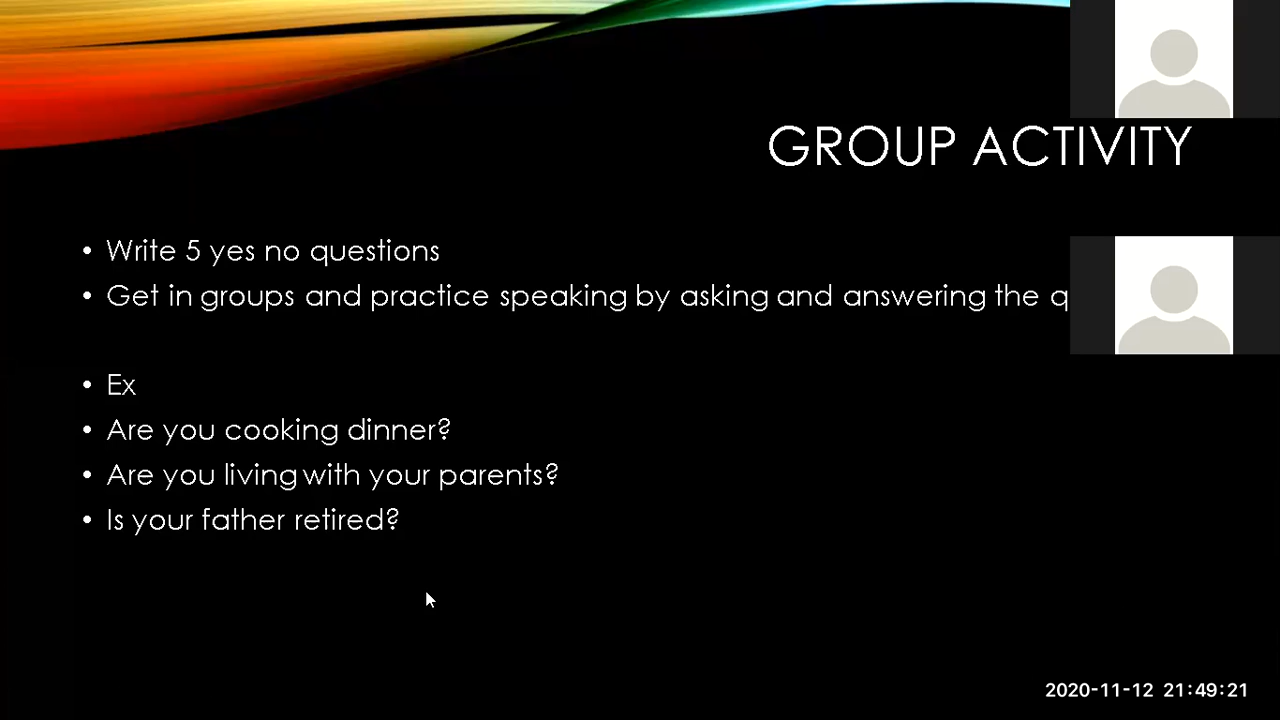 GROUP ACTIVITY
• Write 5 yes no questions
• Get in groups and practice speaking by asking and answering the
• Ex
• Are you cooking dinner?
• Are you living with your parents?
• Is your father retired?
2020-11-12 21:49:21